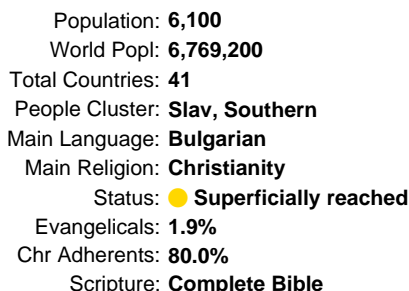 Population: 6,100
World Popl: 6,769,200
Total Countries: 41
People Cluster: Slav, Southern
Main Language: Bulgarian
Main Religion: Christianity
Status: Superficially reached
Evangelicals: 1.9%
Chr Adherents: 80.0%
Scripture: Complete Bible